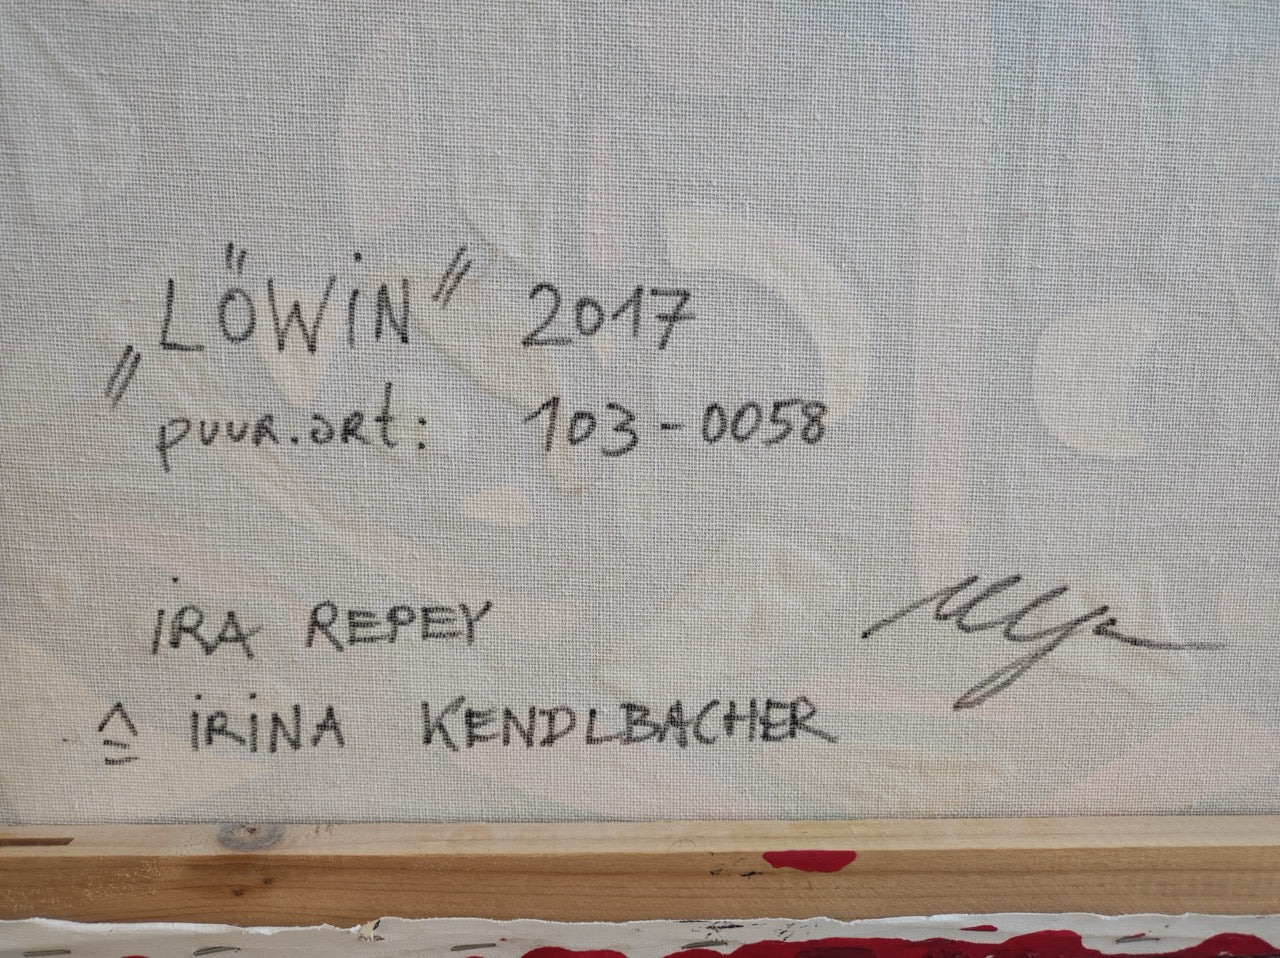 „LÖWIN" 2017
puur.art: 103-0058
IRA REPEY
≙ IRINA KENDLBACHER